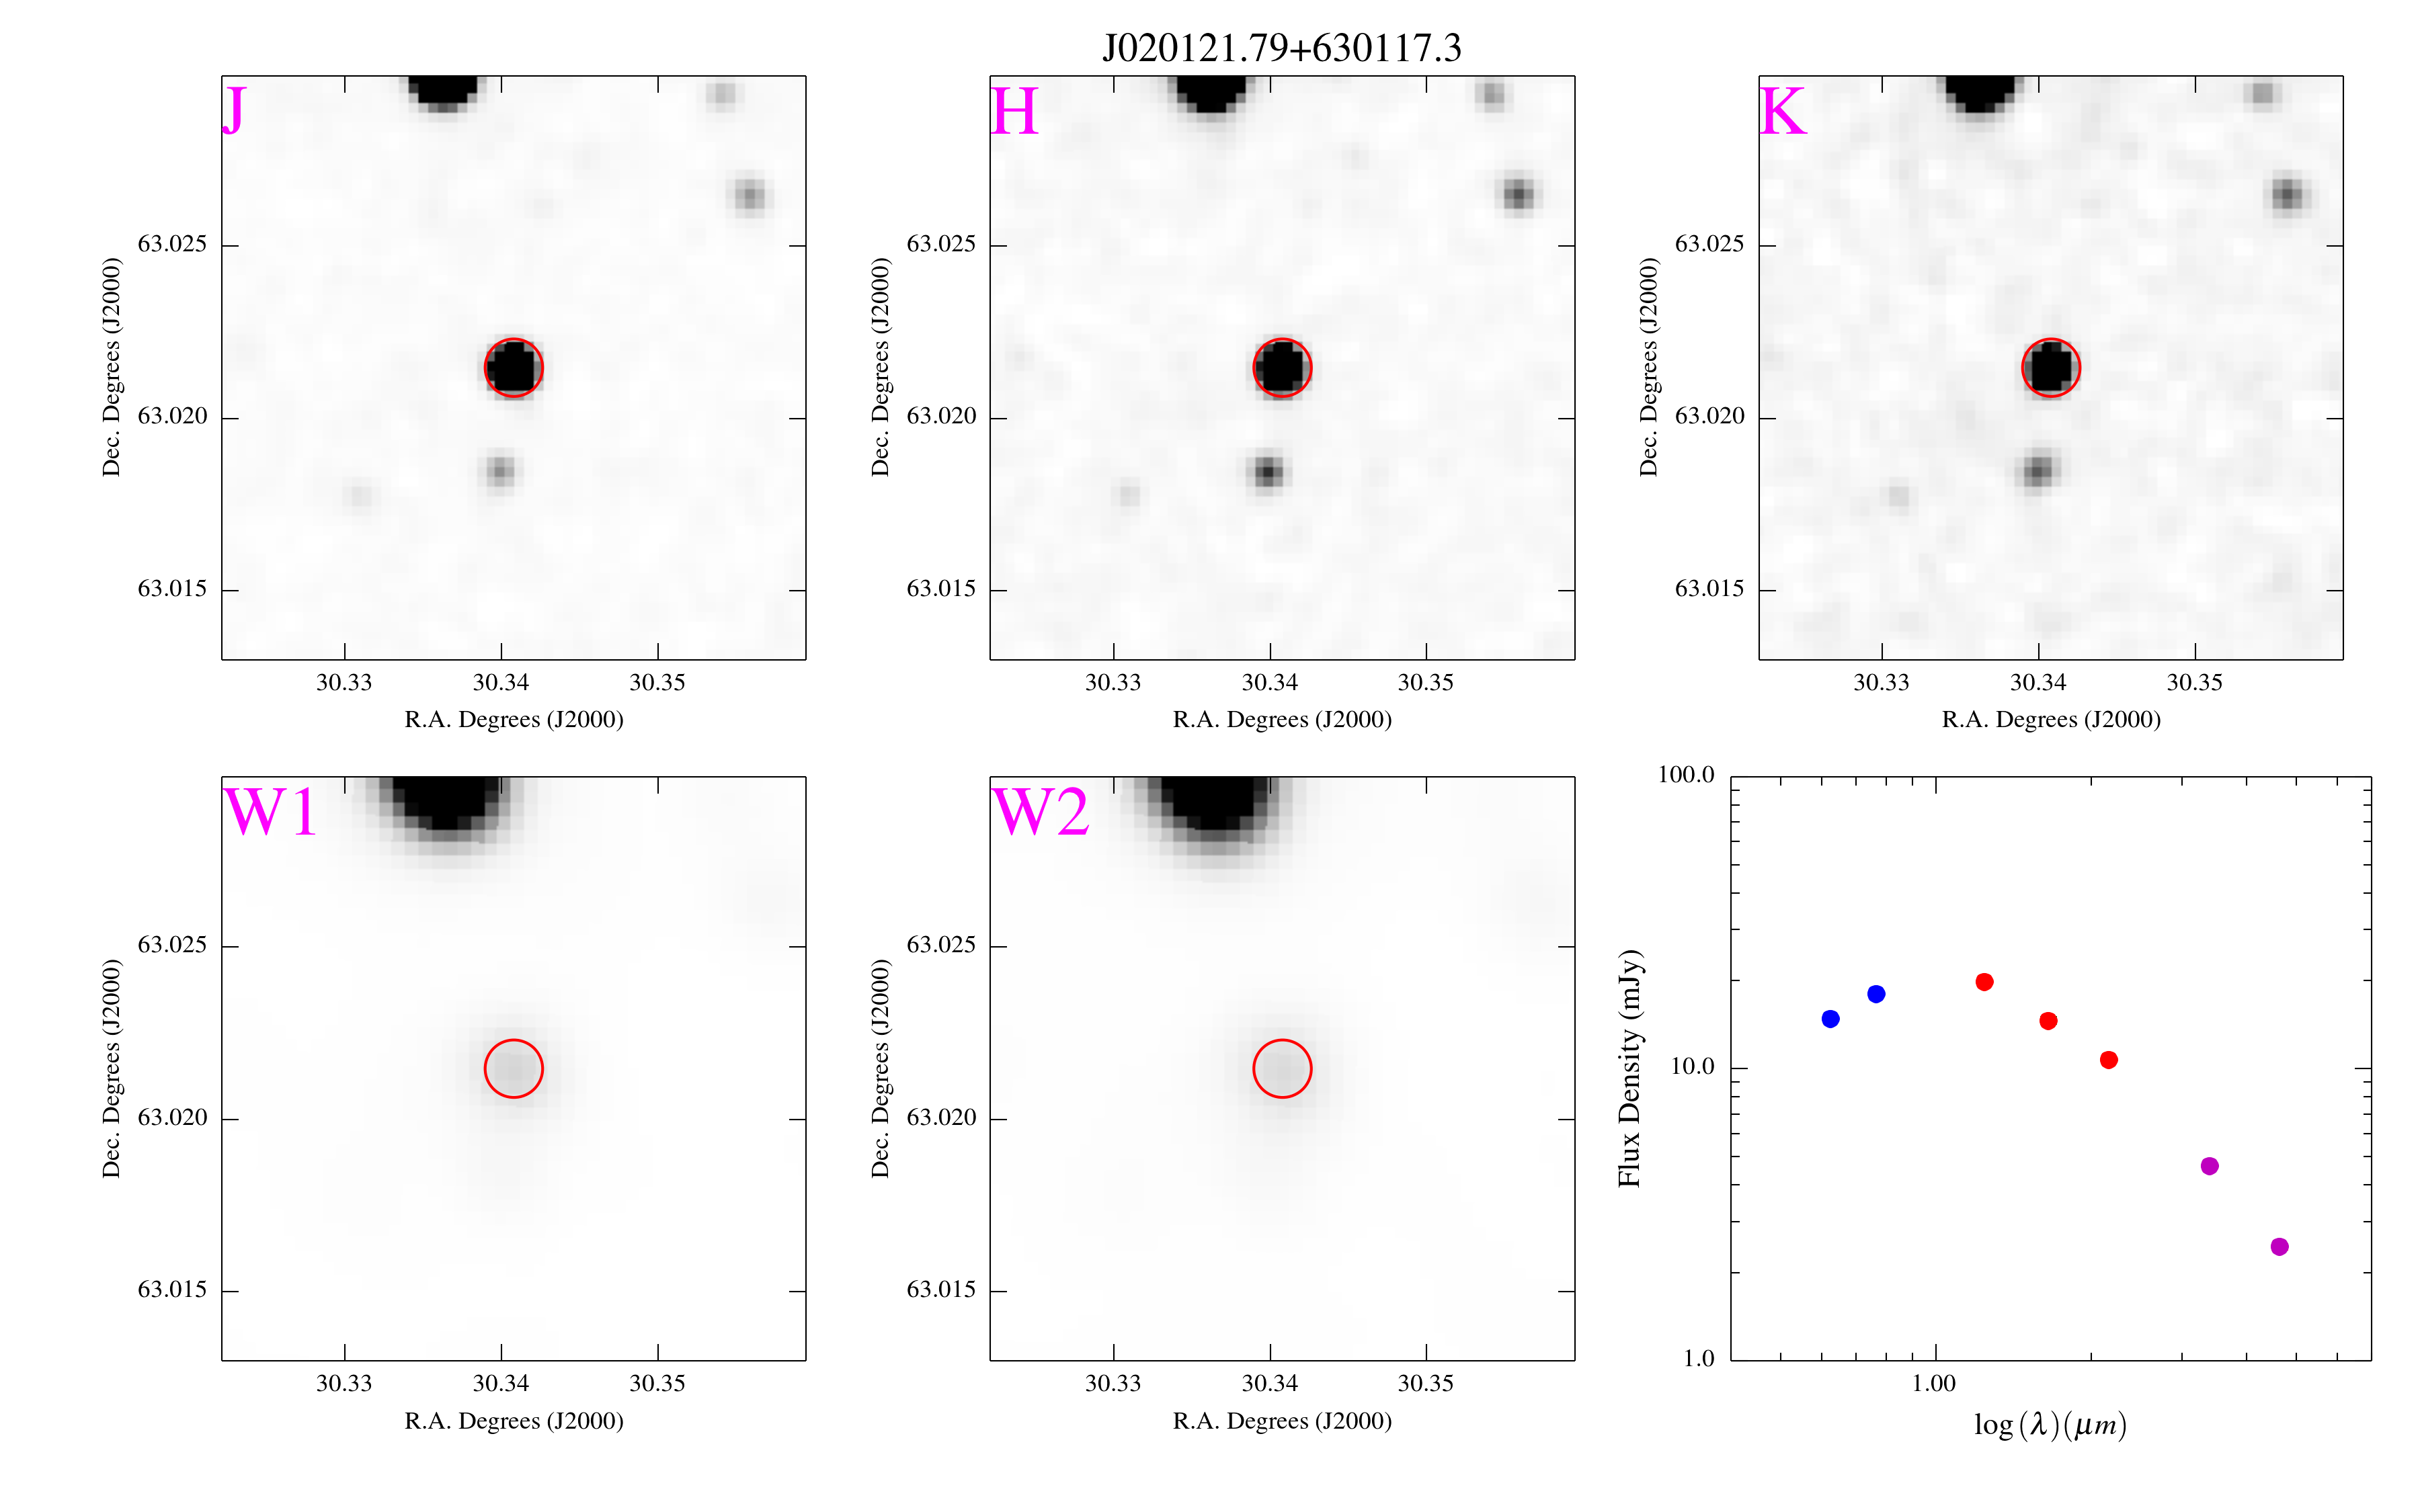 J020121.79+630117.3
J
H
K
63.025
63.020
63.015
Dec. Degrees (J2000)
30.33 30.34 30.35
R.A. Degrees (J2000)
63.025
63.020
63.015
Dec. Degrees (J2000)
30.33 30.34 30.35
R.A. Degrees (J2000)
63.025
63.020
63.015
Dec. Degrees (J2000)
30.33 30.34 30.35
R.A. Degrees (J2000)
W1
W2
63.025
63.020
63.015
Dec. Degrees (J2000)
30.33 30.34 30.35
R.A. Degrees (J2000)
63.025
63.020
63.015
Dec. Degrees (J2000)
30.33 30.34 30.35
R.A. Degrees (J2000)
100.0
10.0
1.0
Flux Density (mJy)
1.00
log(λ)(μm)